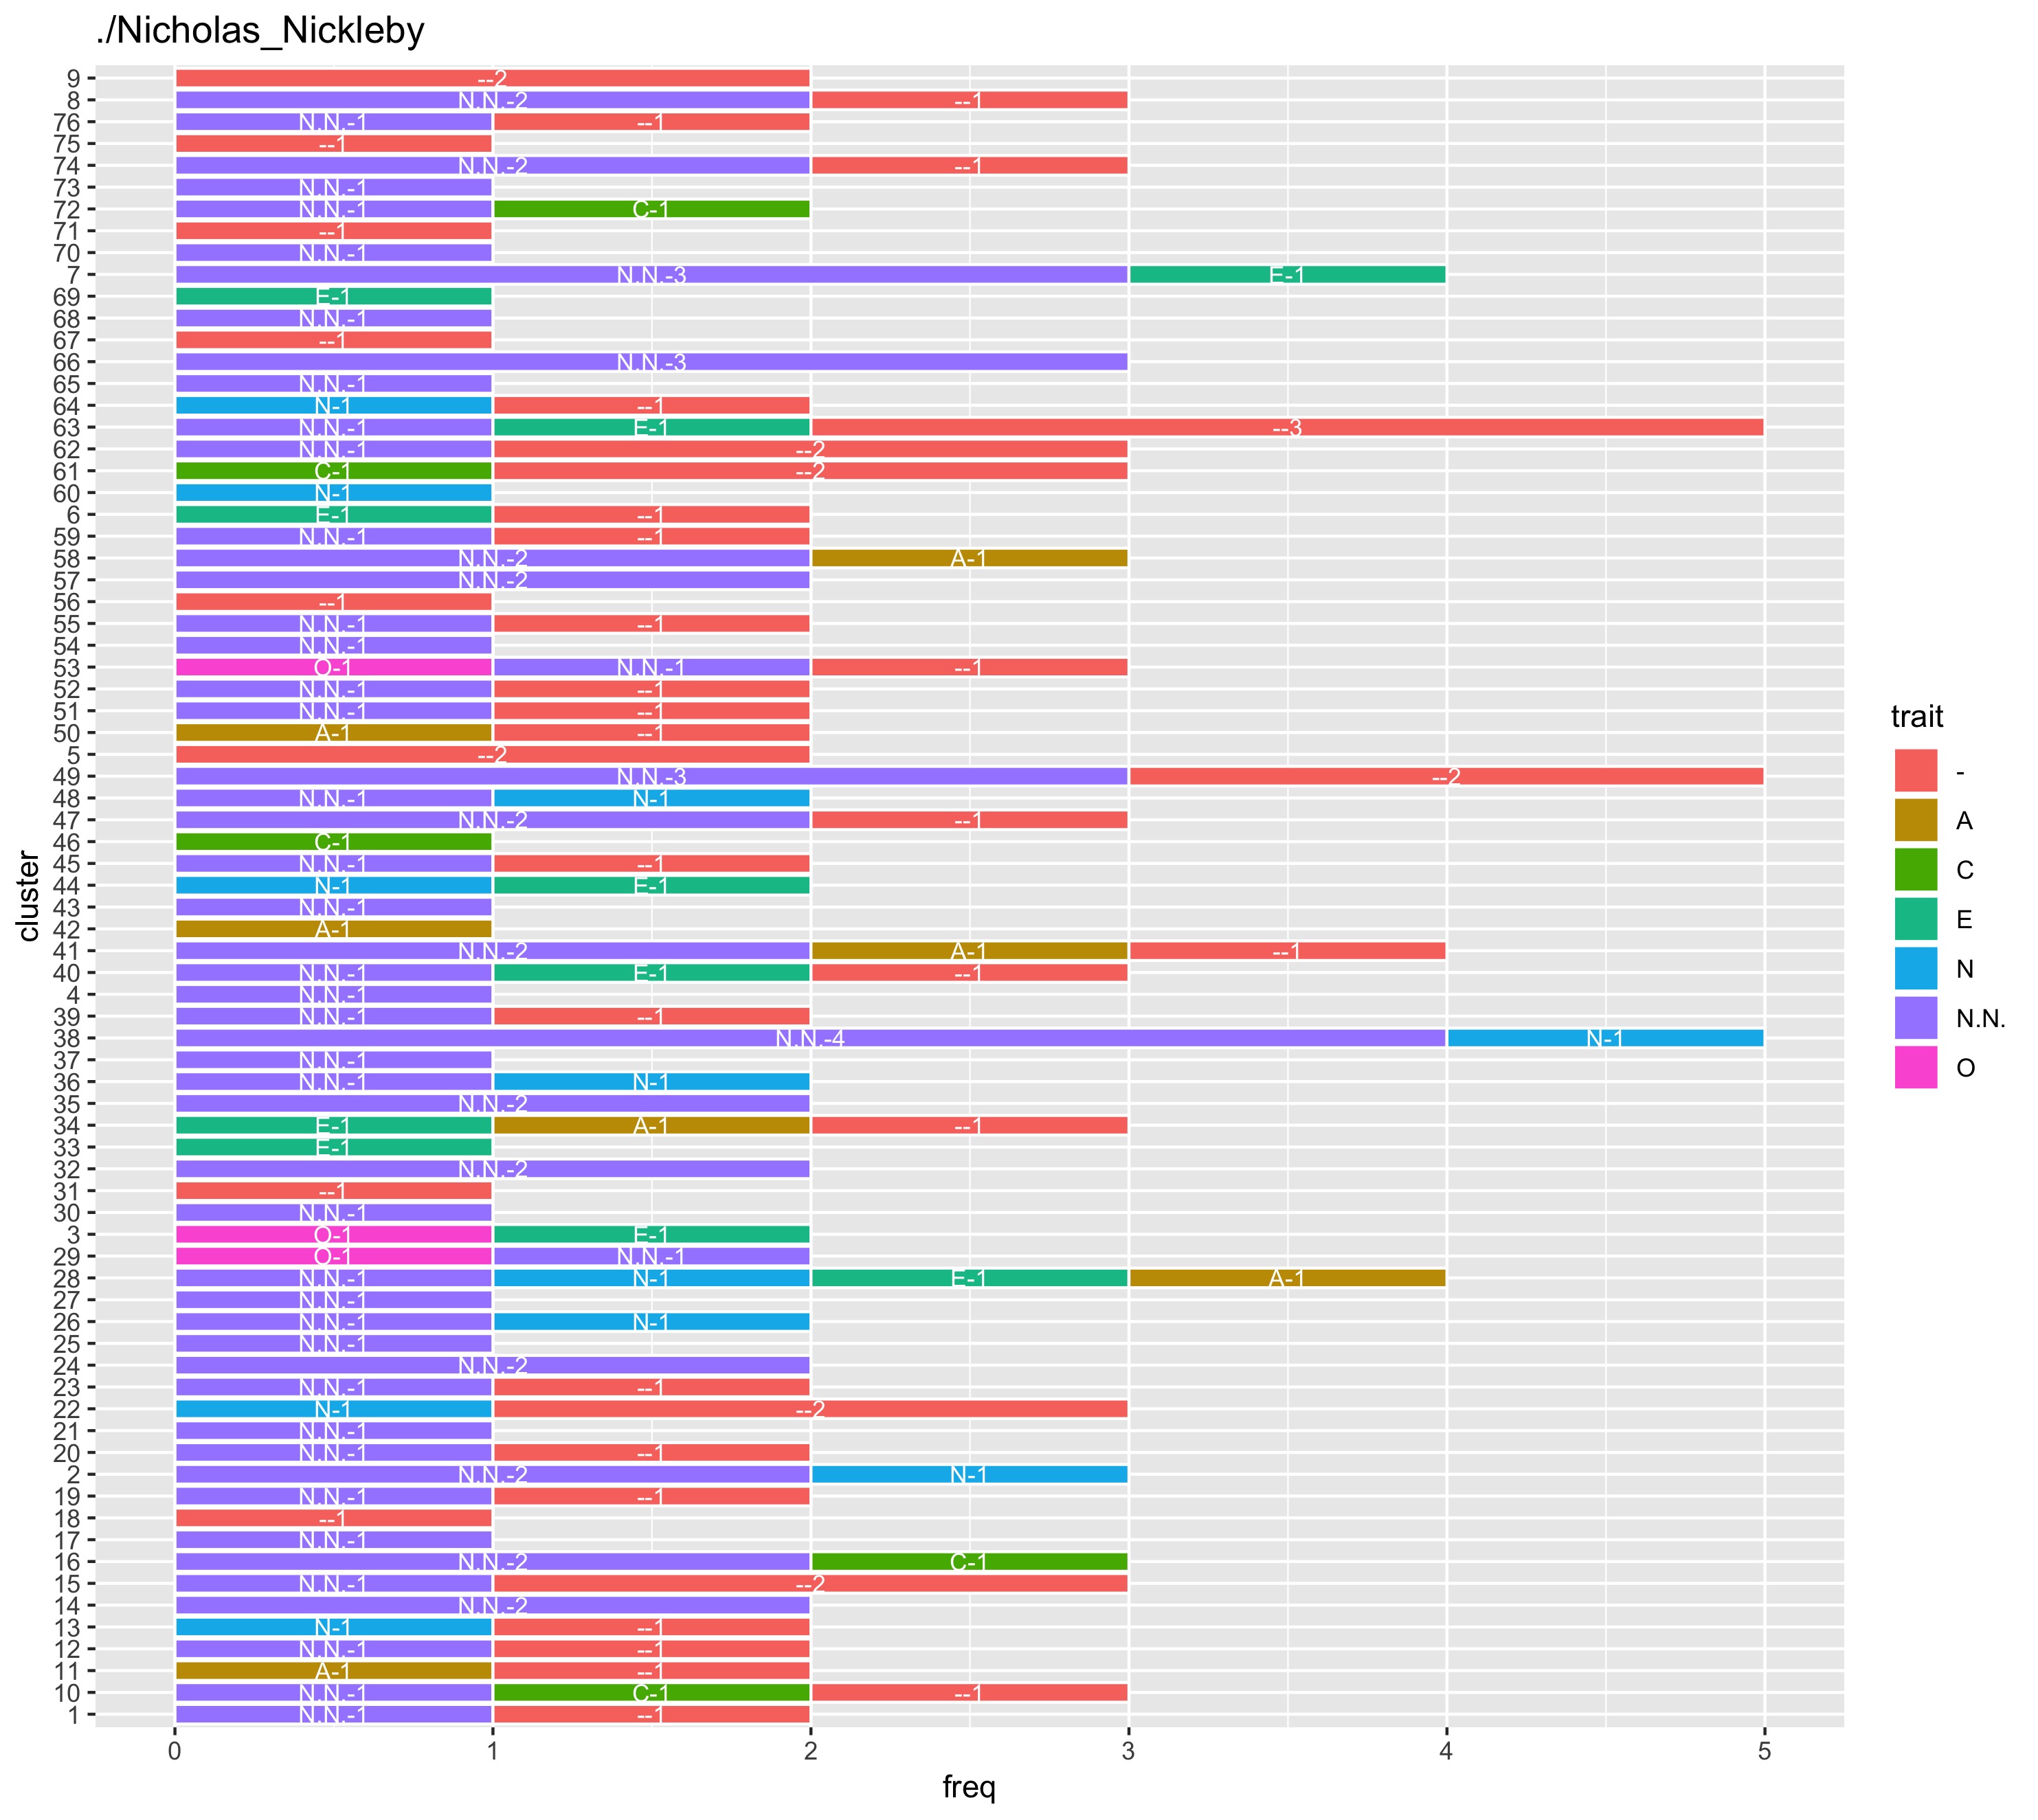 ./Nicholas_Nickleby
9 --2
8 N.N.-2 --1
76 N.N.-1 --1
75 --1
74 N.N.-2 --1
73 N.N.-1
72 N.N.-1 C-1
71 --1
70 N.N.-1
7 N.N.-3 E-1
69 E-1
68 N.N.-1
67 --1
66 N.N.-3
65 N.N.-1
64 N-1 --1
63 N.N.-1 E-1 --3
62 N.N.-1 --2
61 C-1 --2
60 N-1
6 E-1 --1
59 N.N.-1 --1
58 N.N.-2 A-1
57 N.N.-2
56 --1
55 N.N.-1 --1
54 N.N.-1
53 O-1 N.N.-1 --1
52 N.N.-1 --1
51 N.N.-1 --1
50 A-1 --1
5 --2
49 N.N.-3 --2
48 N.N.-1 N-1
47 N.N.-2 --1
46 C-1
45 N.N.-1 --1
44 N-1 E-1
43 N.N.-1
42 A-1
41 N.N.-2 A-1 --1
40 N.N.-1 E-1 --1
4 N.N.-1
39 N.N.-1 --1
38 N.N.-4 N-1
37 N.N.-1
36 N.N.-1 N-1
35 N.N.-2
34 E-1 A-1 --1
33 E-1
32 N.N.-2
31 --1
30 N.N.-1
3 O-1 E-1
29 O-1 N.N.-1
28 N.N.-1 N-1 E-1 A-1
27 N.N.-1
26 N.N.-1 N-1
25 N.N.-1
24 N.N.-2
23 N.N.-1 --1
22 N-1 --2
21 N.N.-1
20 N.N.-1 --1
2 N.N.-2 N-1
19 N.N.-1 --1
18 --1
17 N.N.-1
16 N.N.-2 C-1
15 N.N.-1 --2
14 N.N.-2
13 N-1 --1
12 N.N.-1 --1
11 A-1 --1
10 N.N.-1 C-1 --1
1 N.N.-1 --1
0 1 2 3 4 5
freq
cluster
trait
-
A
C
E
N
N.N.
O